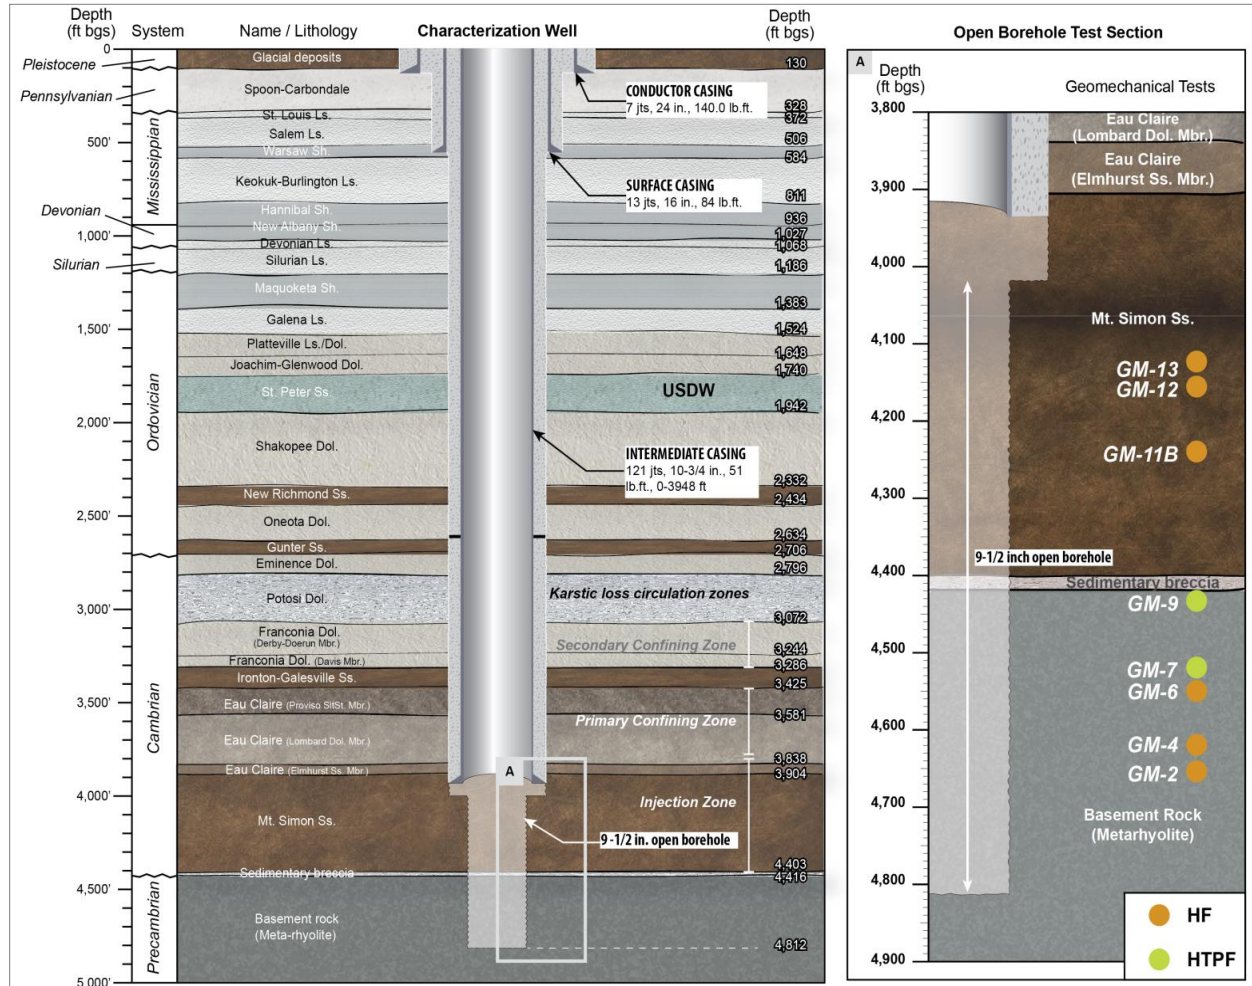 Depth
(ft bgs)
System
Name / Lithology
Characterization Well
Depth
(ft bgs)
0
500'
1,000'
1,500'
2,000'
2,500'
3,000'
3,500'
4,000'
4,500'
5,000'
Pleistocene
Pennsylvanian
Mississippian
Devonian
Silurian
Ordovician
Cambrian
Precambrian
Glacial deposits
130
Spoon-Carbondale
328
St. Louis Ls.
372
Salem Ls.
506
Warsaw Sh.
584
Keokuk-Burlington Ls.
811
Hannibal Sh.
936
New Albany Sh.
1,027
Devonian Ls.
1,068
Silurian Ls.
1,186
Maquoketa Sh.
1,383
Galena Ls.
1,524
Platteville Ls./Dol.
1,648
Joachim-Glenwood Dol.
1,740
St. Peter Ss.
USDW
1,942
Shakopee Dol.
2,332
New Richmond Ss.
2,434
Oneota Dol.
2,634
Gunter Ss.
2,706
Eminence Dol.
2,796
Potosi Dol.
Karstic loss circulation zones
3,072
Franconia Dol.
(Derby-Doerun Mbr.)
Secondary Confining Zone
3,244
Franconia Dol. (Davis Mbr.)
3,286
Ironton-Galesville Ss.
3,425
Eau Claire (Proviso SltSt. Mbr.)
Primary Confining Zone
3,581
Eau Claire (Lombard Dol. Mbr.)
3,838
Eau Claire (Elmhurst Ss. Mbr.)
3,904
Injection Zone
Mt. Simon Ss.
4,403
Sedimentary breccia
4,416
Basement rock
(Meta-rhyolite)
4,812
CONDUCTOR CASING
7 jts, 24 in., 140.0 lb.ft.
SURFACE CASING
13 jts, 16 in., 84 lb.ft.
INTERMEDIATE CASING
121 jts, 10-3/4 in., 51
lb.ft., 0-3948 ft
A
9 -1/2 in. open borehole
Open Borehole Test Section
A
Depth
(ft bgs)
Geomechanical Tests
3,800
3,900
4,000
4,100
4,200
4,300
4,400
4,500
4,600
4,700
4,800
4,900
Eau Claire
(Lombard Dol. Mbr.)
Eau Claire
(Elmhurst Ss. Mbr.)
Mt. Simon Ss.
GM-13
GM-12
GM-11B
9-1/2 inch open borehole
Sedimentary breccia
GM-9
GM-7
GM-6
GM-4
GM-2
Basement Rock
(Metarhyolite)
HF
HTPF